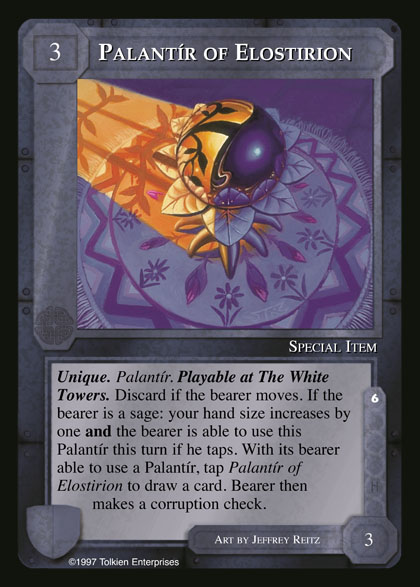 3
PALANTÍR OF ELOSTIRION
SPECIAL ITEM
Unique. Palantír. Playable at The White
Towers. Discard if the bearer moves. If the
bearer is a sage: your hand size increases by
one and the bearer is able to use this
Palantír this turn if he taps. With its bearer
able to use a Palantír, tap Palantír of
Elostirion to draw a card. Bearer then
makes a corruption check.
6
H
ART BY JEFFREY REITZ
3
©1997 Tolkien Enterprises